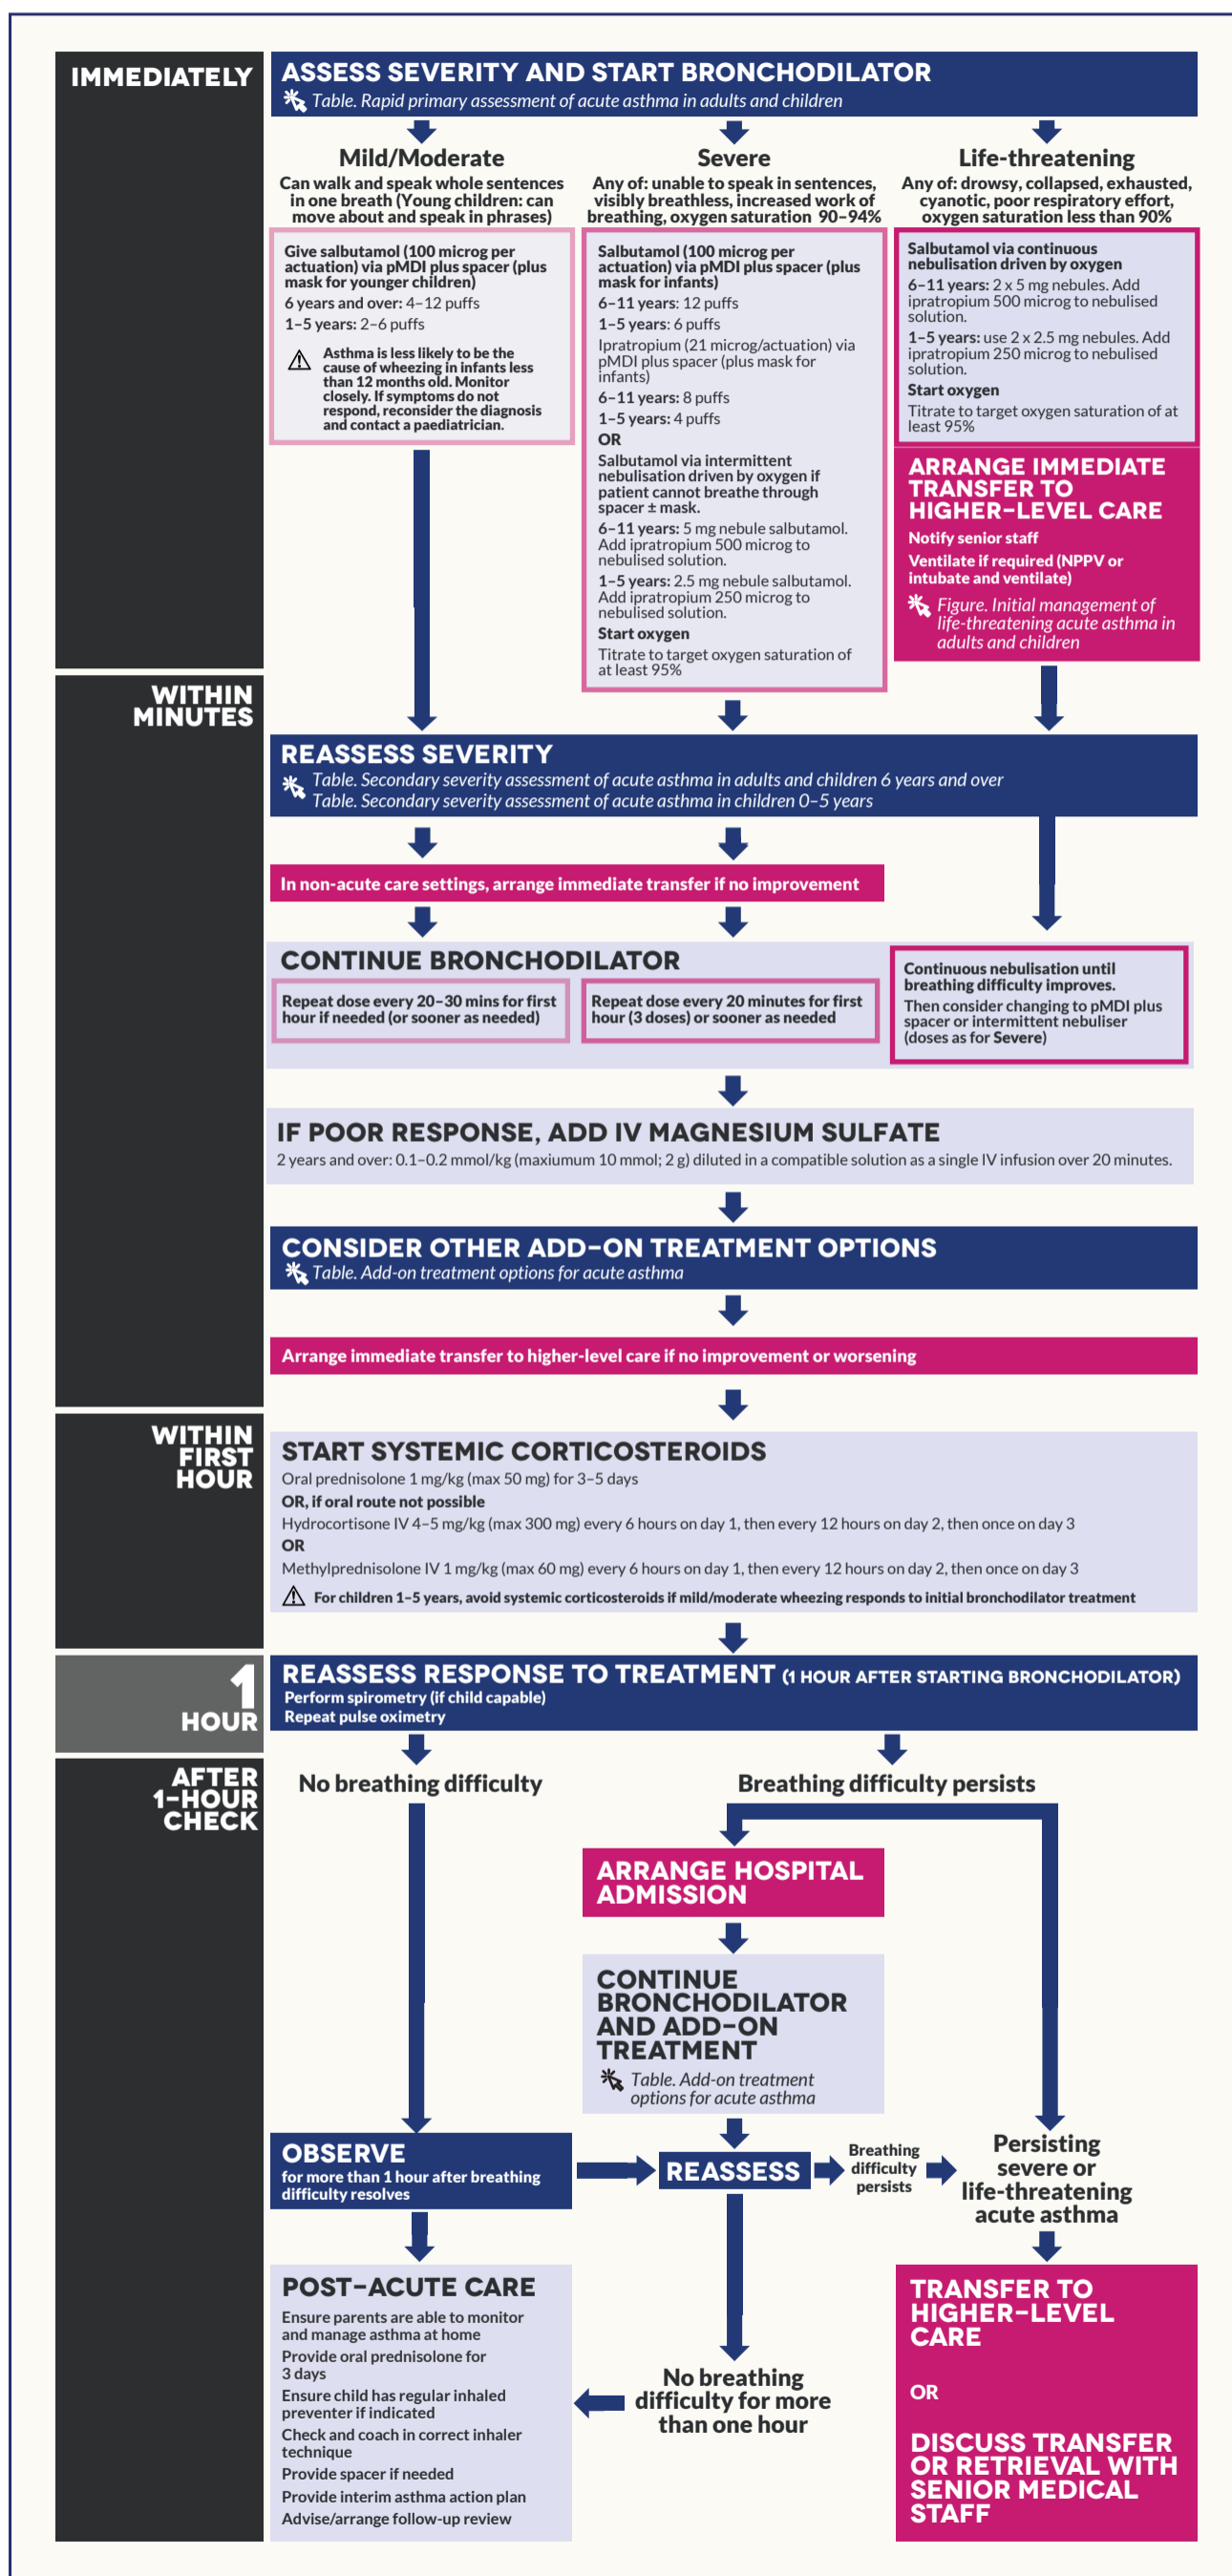 IMMEDIATELY
ASSESS SEVERITY AND START BRONCHODILATOR
Table. Rapid primary assessment of acute asthma in adults and children
Mild/Moderate
Can walk and speak whole sentences
in one breath (Young children: can
move about and speak in phrases)
Give salbutamol (100 microg per
actuation) via pMDI plus spacer (plus
mask for younger children)
6 years and over: 4–12 puffs
1–5 years: 2–6 puffs
Asthma is less likely to be the
cause of wheezing in infants less
than 12 months old. Monitor
closely. If symptoms do not
respond, reconsider the diagnosis
and contact a paediatrician.
Severe
Any of: unable to speak in sentences,
visibly breathless, increased work of
breathing, oxygen saturation 90–94%
Salbutamol (100 microg per
actuation) via pMDI plus spacer (plus
mask for infants)
6–11 years: 12 puffs
1–5 years: 6 puffs
Ipratropium (21 microg/actuation) via
pMDI plus spacer (plus mask for
infants)
6–11 years: 8 puffs
1–5 years: 4 puffs
OR
Salbutamol via intermittent
nebulisation driven by oxygen if
patient cannot breathe through
spacer ± mask.
6–11 years: 5 mg nebule salbutamol.
Add ipratropium 500 microg to
nebulised solution.
1–5 years: 2.5 mg nebule salbutamol.
Add ipratropium 250 microg to
nebulised solution.
Start oxygen
Titrate to target oxygen saturation of
at least 95%
Life-threatening
Any of: drowsy, collapsed, exhausted,
cyanotic, poor respiratory effort,
oxygen saturation less than 90%
Salbutamol via continuous
nebulisation driven by oxygen
6–11 years: 2 x 5 mg nebules. Add
ipratropium 500 microg to nebulised
solution.
1–5 years: use 2 x 2.5 mg nebules. Add
ipratropium 250 microg to nebulised
solution.
Start oxygen
Titrate to target oxygen saturation of at
least 95%
ARRANGE IMMEDIATE
TRANSFER TO
HIGHER-LEVEL CARE
Notify senior staff
Ventilate if required (NPPV or
intubate and ventilate)
Figure. Initial management of
life-threatening acute asthma in
adults and children
WITHIN
MINUTES
REASSESS SEVERITY
Table. Secondary severity assessment of acute asthma in adults and children 6 years and over
Table. Secondary severity assessment of acute asthma in children 0–5 years
In non-acute care settings, arrange immediate transfer if no improvement
CONTINUE BRONCHODILATOR
Repeat dose every 20–30 mins for first
hour if needed (or sooner as needed)
Repeat dose every 20 minutes for first
hour (3 doses) or sooner as needed
Continuous nebulisation until
breathing difficulty improves.
Then consider changing to pMDI plus
spacer or intermittent nebuliser
(doses as for Severe)
IF POOR RESPONSE, ADD IV MAGNESIUM SULFATE
2 years and over: 0.1–0.2 mmol/kg (maxiumum 10 mmol; 2 g) diluted in a compatible solution as a single IV infusion over 20 minutes.
CONSIDER OTHER ADD-ON TREATMENT OPTIONS
Table. Add-on treatment options for acute asthma
Arrange immediate transfer to higher-level care if no improvement or worsening
WITHIN
FIRST
HOUR
START SYSTEMIC CORTICOSTEROIDS
Oral prednisolone 1 mg/kg (max 50 mg) for 3–5 days
OR, if oral route not possible
Hydrocortisone IV 4–5 mg/kg (max 300 mg) every 6 hours on day 1, then every 12 hours on day 2, then once on day 3
OR
Methylprednisolone IV 1 mg/kg (max 60 mg) every 6 hours on day 1, then every 12 hours on day 2, then once on day 3
For children 1–5 years, avoid systemic corticosteroids if mild/moderate wheezing responds to initial bronchodilator treatment
1
HOUR
REASSESS RESPONSE TO TREATMENT (1 HOUR AFTER STARTING BRONCHODILATOR)
Perform spirometry (if child capable)
Repeat pulse oximetry
AFTER
1-HOUR
CHECK
No breathing difficulty
Breathing difficulty persists
ARRANGE HOSPITAL
ADMISSION
CONTINUE
BRONCHODILATOR
AND ADD-ON
TREATMENT
Table. Add-on treatment
options for acute asthma
OBSERVE
for more than 1 hour after breathing
difficulty resolves
REASSESS
Breathing
difficulty
persists
Persisting
severe or
life-threatening
acute asthma
POST-ACUTE CARE
Ensure parents are able to monitor
and manage asthma at home
Provide oral prednisolone for
3 days
Ensure child has regular inhaled
preventer if indicated
Check and coach in correct inhaler
technique
Provide spacer if needed
Provide interim asthma action plan
Advise/arrange follow-up review
No breathing
difficulty for more
than one hour
TRANSFER TO
HIGHER-LEVEL
CARE
OR
DISCUSS TRANSFER
OR RETRIEVAL WITH
SENIOR MEDICAL
STAFF